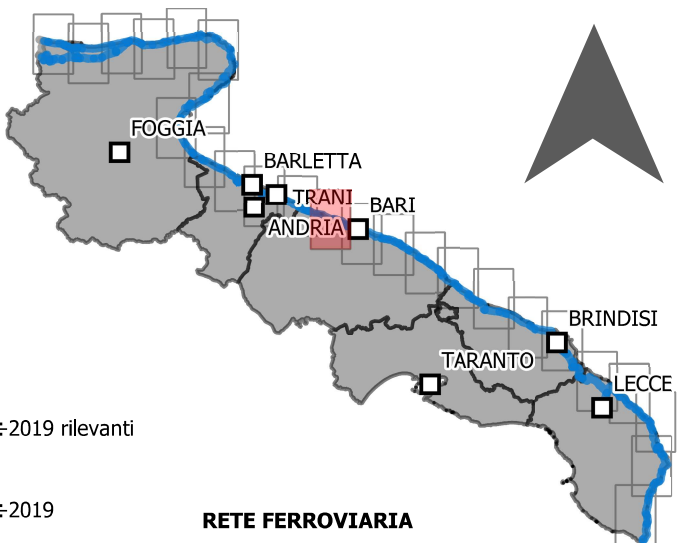 FOGGIA
BARLETTA
TRANI
BARI
ANDRIA
BRINDISI
TARANTO
LECCE
÷2019 rilevanti
÷2019
RETE FERROVIARIA